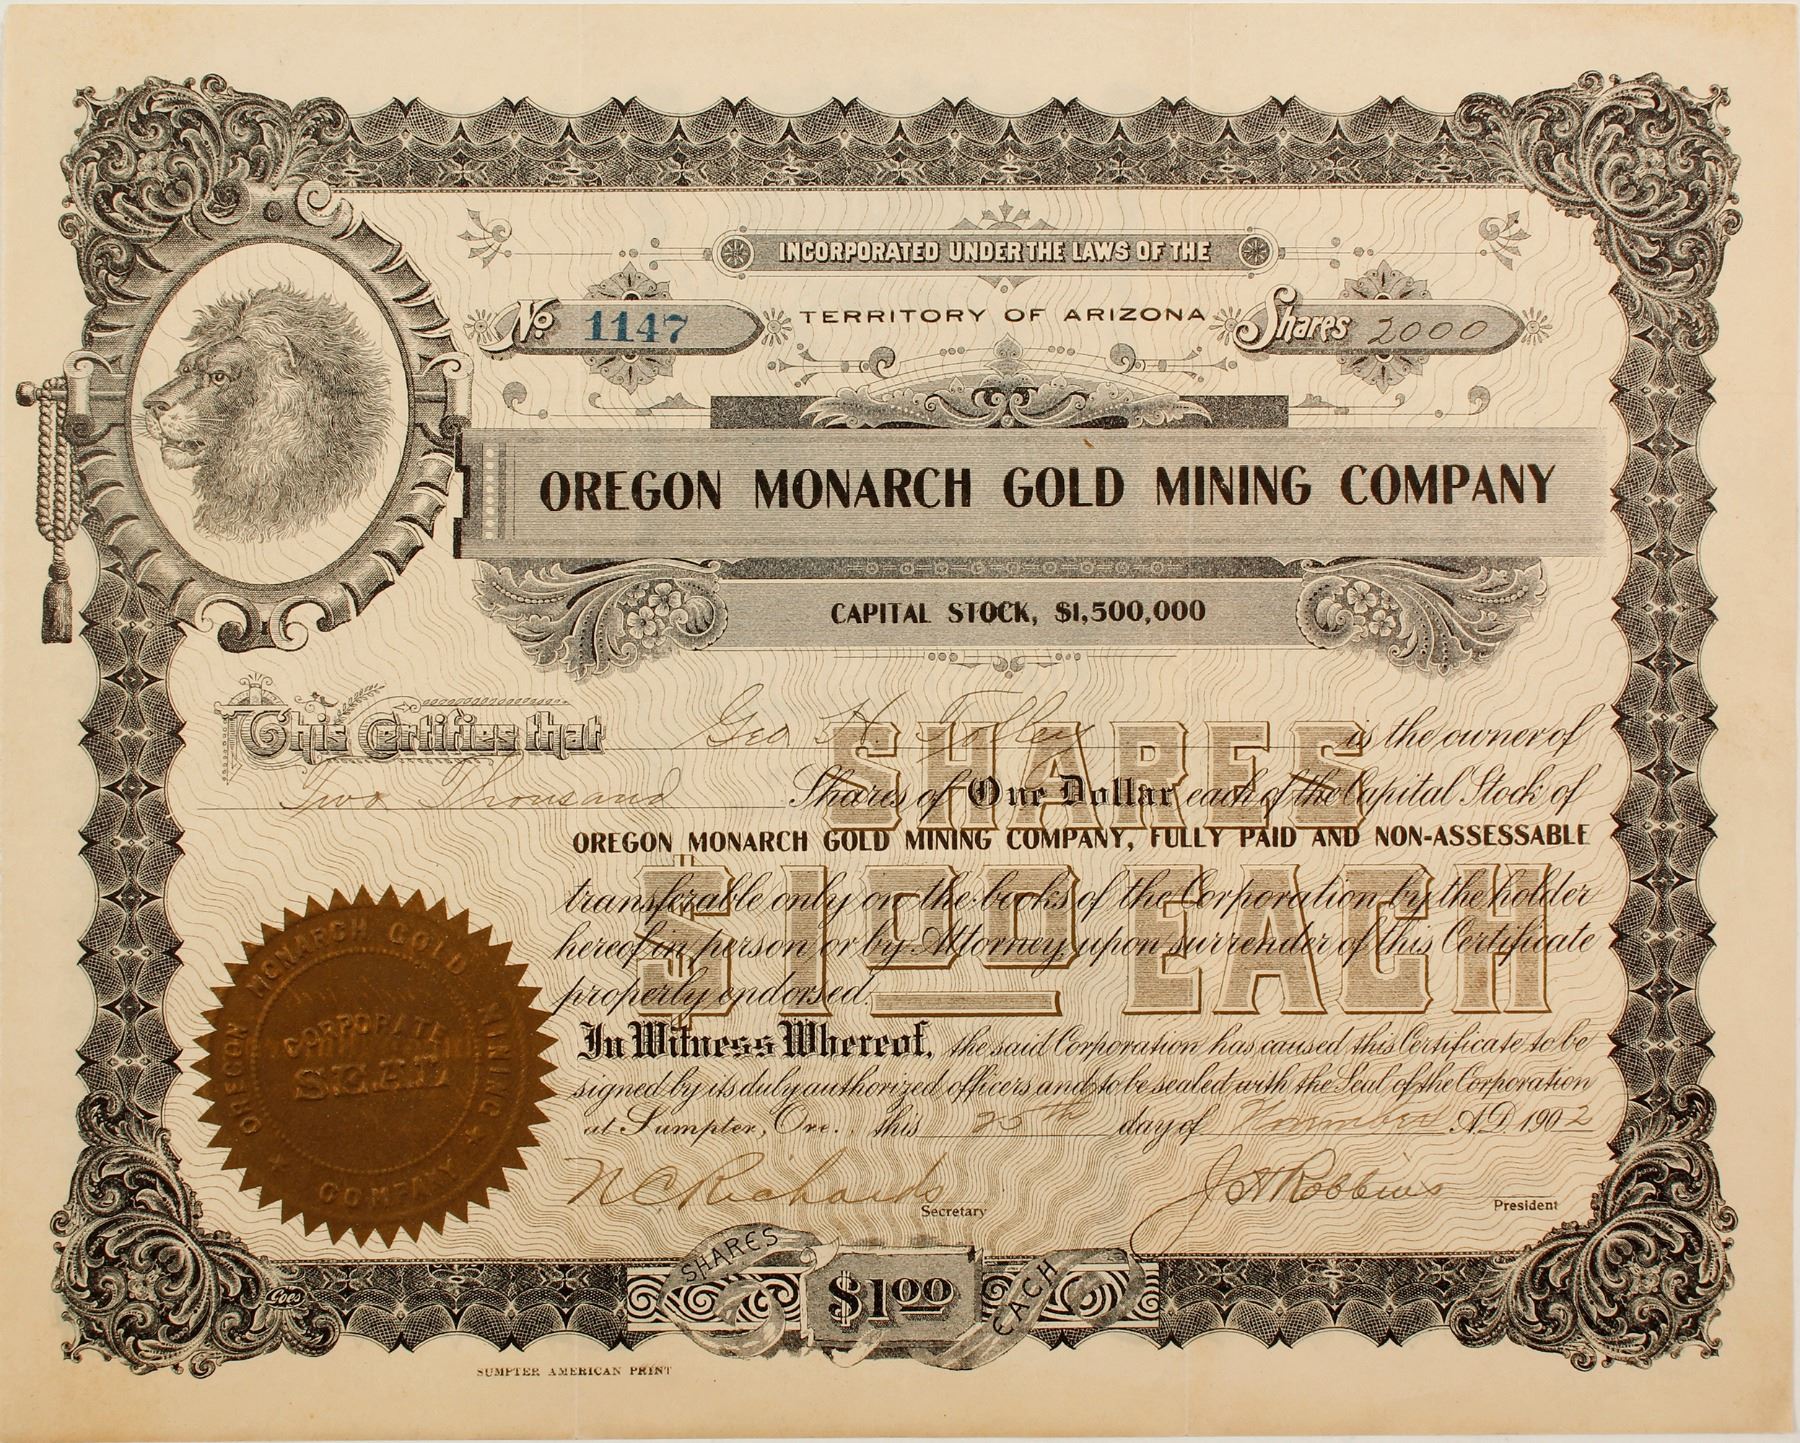 INCORPORATED UNDER THE LAWS OF THE
No 1147 TERRITORY OF ARIZONA Shares 2000
OREGON MONARCH GOLD MINING COMPANY
CAPITAL STOCK, $1,500,000
This Certifies that Geo H. Tolley is the owner of
Two Thousand Shares of One Dollar each of the Capital Stock of
OREGON MONARCH GOLD MINING COMPANY, FULLY PAID AND NON-ASSESSABLE
transferable only on the books of the Corporation by the holder
hereof in person or by Attorney upon surrender of this Certificate
properly endorsed.
SHARES
$1.00 EACH
In Witness Whereof, the said Corporation has caused this Certificate to be
signed by its duly authorized officers and to be sealed with the Seal of the Corporation
at Sumpter, Ore. this 25th day of November A.D. 1902
N C Richards Secretary J H Robbins President
OREGON MONARCH GOLD MINING COMPANY
CORPORATE
SEAL
SHARES $1.00 EACH
Goes
SUMPTER AMERICAN PRINT